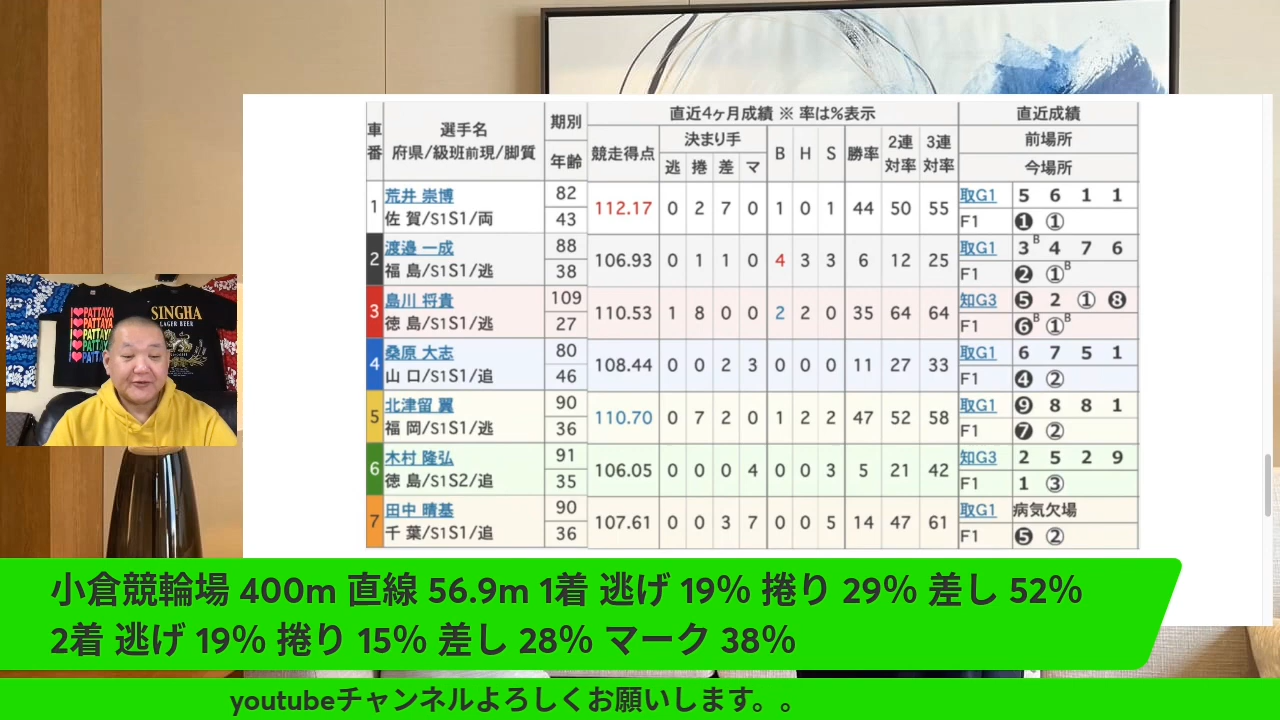 車番 選手名 府県/級班前現/脚質 期別 年齢 競走得点 直近4ヶ月成績 ※ 率は%表示 直近成績
決まり手 逃 捲 差 マ B H S 勝率 2連対率 3連対率 前場所 今場所
1 荒井 崇博 82 112.17 0 2 7 0 1 0 1 44 50 55 取G1 5 6 1 1
佐 賀/S1S1/両 43 F1 ❶ ①
2 渡邉 一成 88 106.93 0 1 1 0 4 3 3 6 12 25 取G1 3B 4 7 6
福 島/S1S1/逃 38 F1 ❷ ①B
3 島川 将貴 109 110.53 1 8 0 0 2 2 0 35 64 64 知G3 ❺ 2 ① ❽
徳 島/S1S1/逃 27 F1 ❻B ①B
4 桑原 大志 80 108.44 0 0 2 3 0 0 0 11 27 33 取G1 6 7 5 1
山 口/S1S1/追 46 F1 ❹ ②
5 北津留 翼 90 110.70 0 7 2 0 1 2 2 47 52 58 取G1 ❾ 8 8 1
福 岡/S1S1/逃 36 F1 ❼ ②
6 木村 隆弘 91 106.05 0 0 0 4 0 0 3 5 21 42 知G3 2 5 2 9
徳 島/S1S2/追 35 F1 1 ③
7 田中 晴基 90 107.61 0 0 3 7 0 0 5 14 47 61 取G1 病気欠場
千 葉/S1S1/追 36 F1 ❺ ②
I❤PATTAYA
I❤PATTAYA
I❤PATTAYA
I❤PATTAYA
I❤PATTA
SINGHA
LAGER BEER
小倉競輪場 400m 直線 56.9m 1着 逃げ 19% 捲り 29% 差し 52%
2着 逃げ 19% 捲り 15% 差し 28% マーク 38%
youtubeチャンネルよろしくお願いします。。